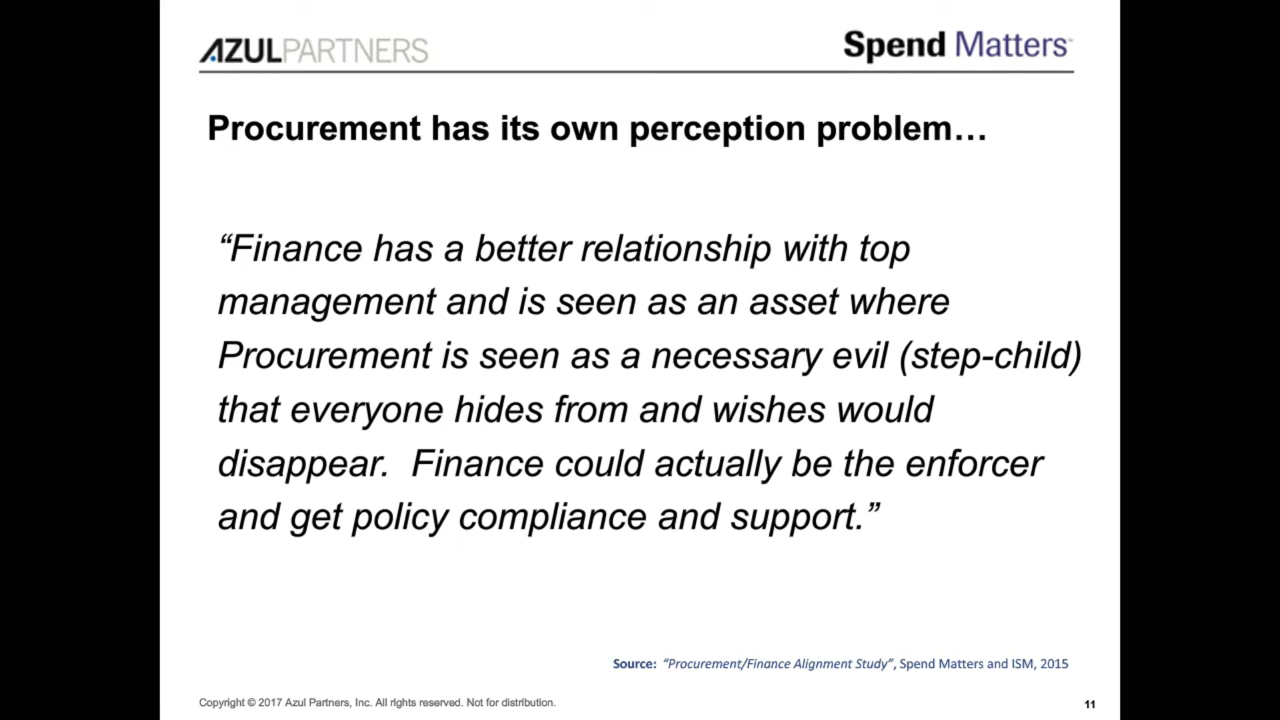 AZULPARTNERS
Spend Matters™
Procurement has its own perception problem…
“Finance has a better relationship with top
management and is seen as an asset where
Procurement is seen as a necessary evil (step-child)
that everyone hides from and wishes would
disappear.  Finance could actually be the enforcer
and get policy compliance and support.”
Source:  “Procurement/Finance Alignment Study”, Spend Matters and ISM, 2015
Copyright © 2017 Azul Partners, Inc. All rights reserved. Not for distribution.
11